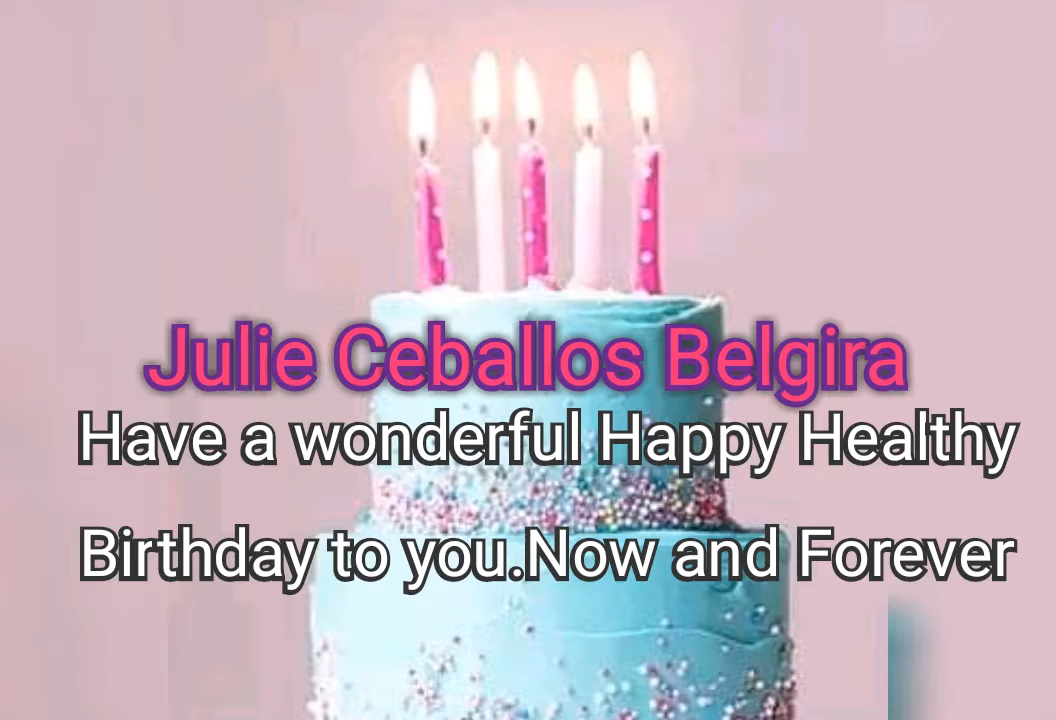 Julie Ceballos Belgira
Have a wonderful Happy Healthy
Birthday to you.Now and Forever